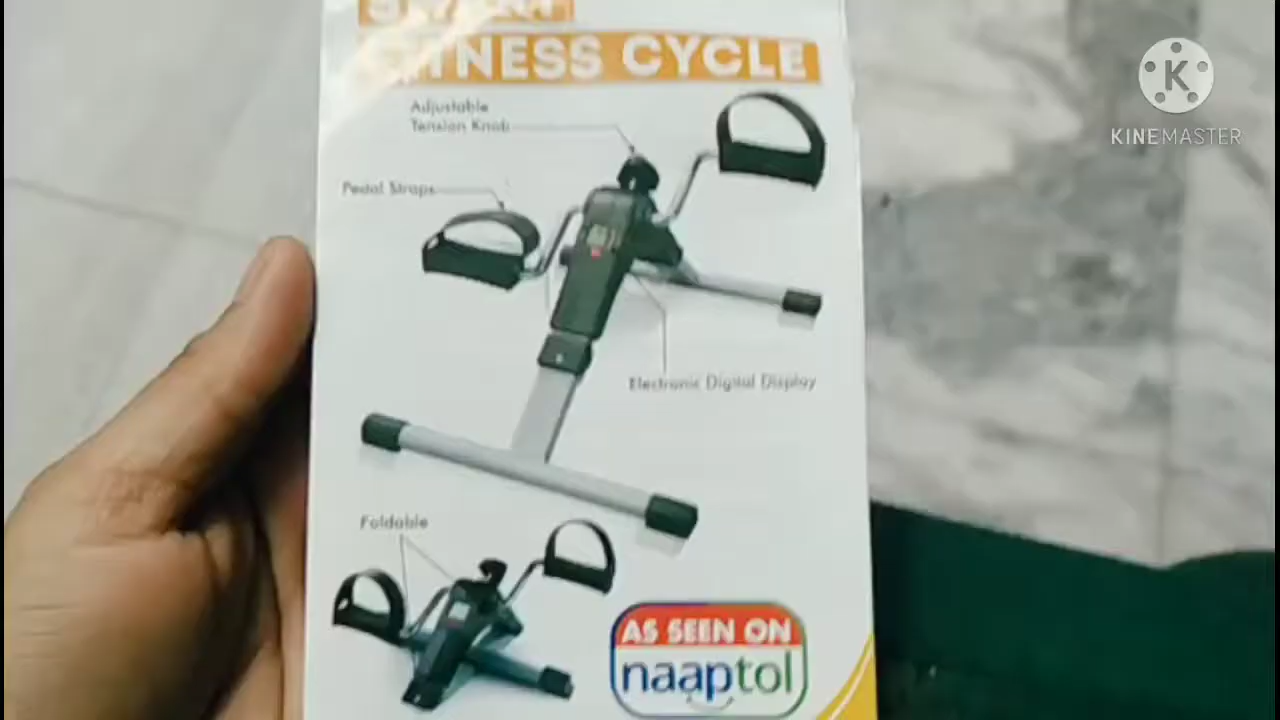 FITNESS CYCLE
K
KINEMASTER
Adjustable
Tension Knob
Pedal Straps
Electronic Digital Display
Foldable
AS SEEN ON
naaptol